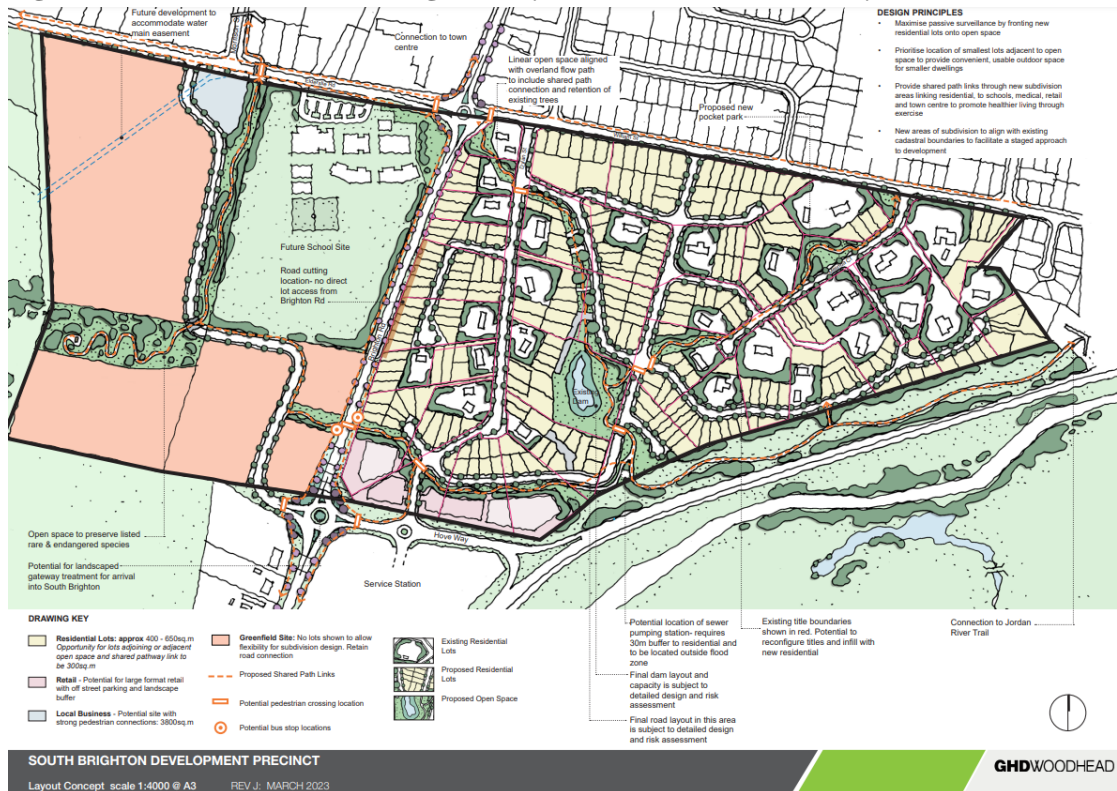 Future development to
accommodate water
main easement
Connection to town
centre
Linear open space aligned
with overland flow path
to include shared path
connection and retention of
existing trees
Proposed new
pocket park
DESIGN PRINCIPLES
• Maximise passive surveillance by fronting new
residential lots onto open space
• Prioritise location of smallest lots adjacent to open
space to provide convenient, usable outdoor space
for smaller dwellings
• Provide shared path links through new subdivision
areas linking residential, to schools, medical, retail
and town centre to promote healthier living through
exercise
• New areas of subdivision to align with existing
cadastral boundaries to facilitate a staged approach
to development
Future School Site
Road cutting
location- no direct
lot access from
Brighton Rd
Brighton Rd
Existing
Dam
Open space to preserve listed
rare & endangered species
Potential for landscaped
gateway treatment for arrival
into South Brighton
Hove Way
Service Station
DRAWING KEY
Residential Lots: approx 400 - 650sq.m
Opportunity for lots adjoining or adjacent
open space and shared pathway link to
be 300sq.m
Retail - Potential for large format retail
with off street parking and landscape
buffer
Local Business - Potential site with
strong pedestrian connections: 3800sq.m
Greenfield Site: No lots shown to allow
flexibility for subdivision design. Retain
road connection
Proposed Shared Path Links
Potential pedestrian crossing location
Potential bus stop locations
Existing Residential
Lots
Proposed Residential
Lots
Proposed Open Space
Potential location of sewer
pumping station- requires
30m buffer to residential and
to be located outside flood
zone
Final dam layout and
capacity is subject to
detailed design and risk
assessment
Final road layout in this area
is subject to detailed design
and risk assessment
Existing title boundaries
shown in red. Potential to
reconfigure titles and infill with
new residential
Connection to Jordan
River Trail
SOUTH BRIGHTON DEVELOPMENT PRECINCT
Layout Concept scale 1:4000 @ A3 REV J: MARCH 2023
GHDWOODHEAD